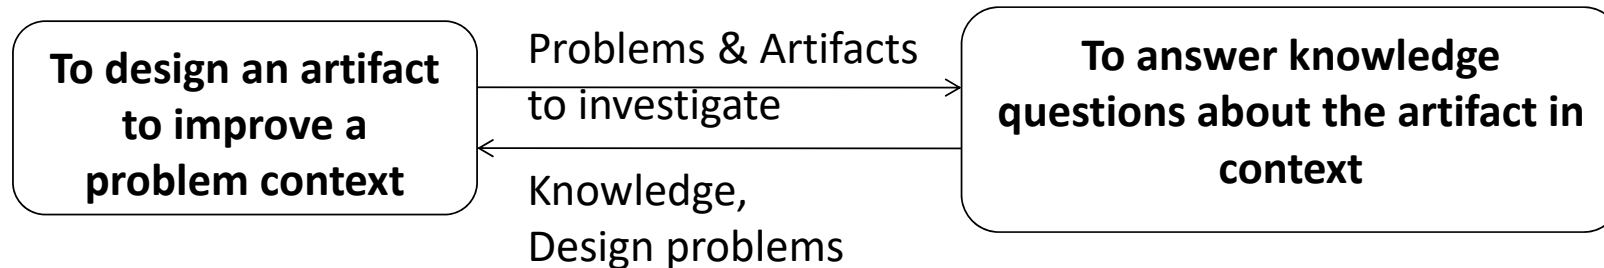 To design an artifact
to improve a
problem context
Problems & Artifacts
to investigate
Knowledge,
Design problems
To answer knowledge
questions about the artifact in
context